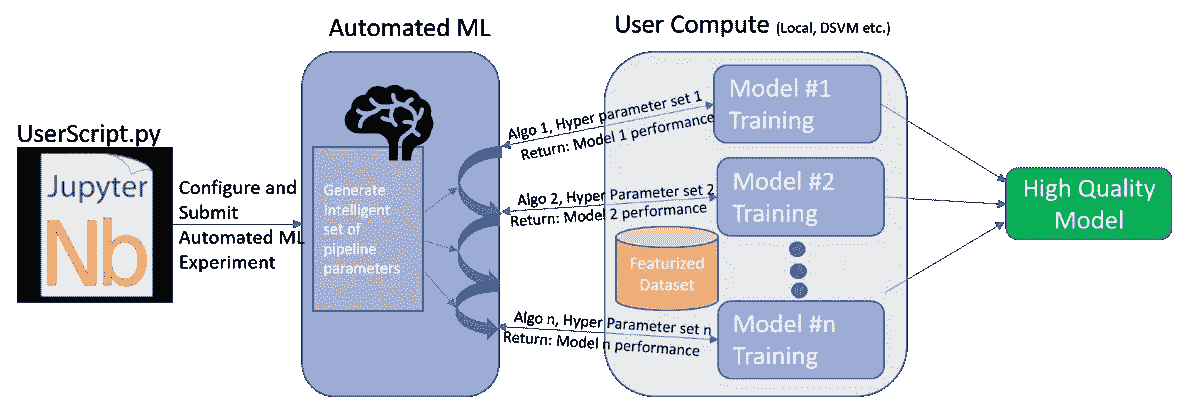 Automated ML
User Compute (Local, DSVM etc.)
UserScript.py
Jupyter
Nb
Configure and
Submit
Automated ML
Experiment
Generate
Intelligent
set of
pipeline
parameters
Algo 1, Hyper parameter set 1
Return: Model 1 performance
Algo 2, Hyper Parameter set 2
Return: Model 2 performance
Algo n, Hyper Parameter set n
Return: Model n performance
Model #1
Training
Model #2
Training
Featurized
Dataset
Model #n
Training
High Quality
Model